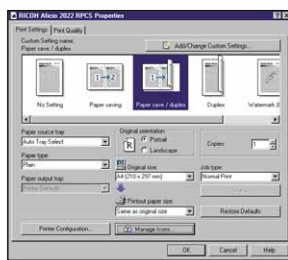 RICOH Aficio 2022 RPCS Properties
Print Settings
Print Quality
Custom Setting name:
Paper save / duplex
Add/Change Custom Settings...
No Setting
Paper saving
Paper save / duplex
Duplex
Watermark
Paper source tray:
Auto Tray Select
Original orientation:
Portrait
Landscape
Copies:
1
Paper type:
Plain
Original size:
A4 (210 x 297 mm)
Job type:
Normal Print
Paper output tray:
Printer Default
Printout paper size:
Same as original size
Restore Defaults
Printer Configuration...
Manage Icons...
OK
Cancel
Help